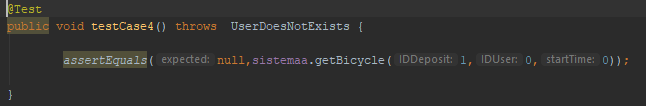 @Test
public void testCase4() throws UserDoesNotExists {
assertEquals( expected: null,sistemaa.getBicycle( IDDeposit: 1, IDUser: 0, startTime: 0));
}